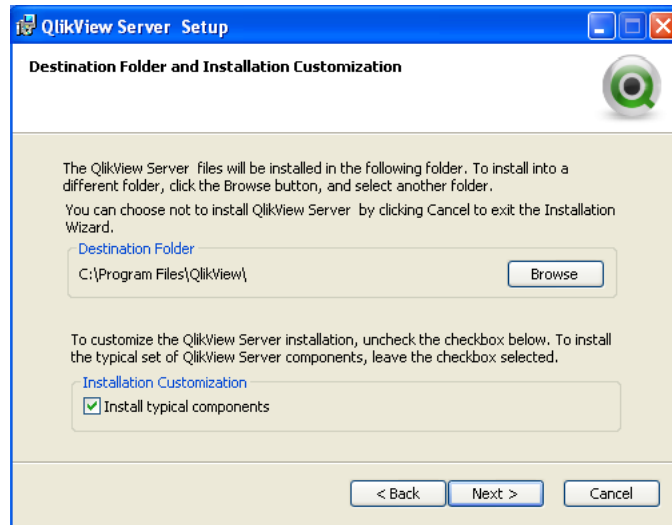 QlikView Server Setup
Destination Folder and Installation Customization
The QlikView Server files will be installed in the following folder. To install into a
different folder, click the Browse button, and select another folder.
You can choose not to install QlikView Server by clicking Cancel to exit the Installation
Wizard.
Destination Folder
C:\Program Files\QlikView\
Browse
To customize the QlikView Server installation, uncheck the checkbox below. To install
the typical set of QlikView Server components, leave the checkbox selected.
Installation Customization
Install typical components
< Back
Next >
Cancel